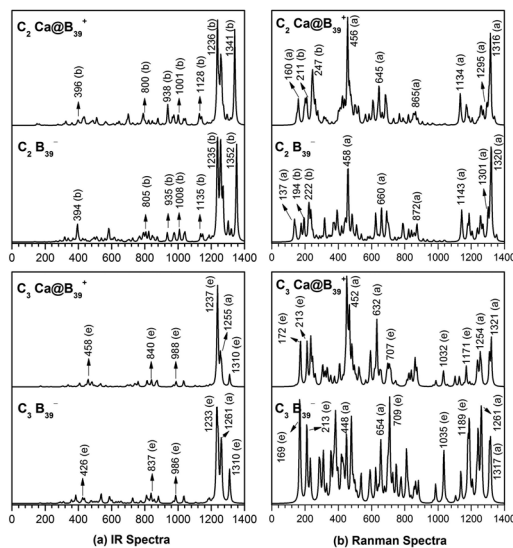 C2 Ca@B39+
396 (b)
800 (b)
938 (b)
1001 (b)
1128 (b)
1236 (b)
1341 (b)
C2 B39−
394 (b)
805 (b)
935 (b)
1008 (b)
1135 (b)
1235 (b)
1352 (b)
0 200 400 600 800 1000 1200 1400
C2 Ca@B39+
160 (a)
211 (b)
247 (b)
456 (a)
645 (a)
865(a)
1134 (a)
1295 (a)
1316 (a)
C2 B39−
137 (a)
194 (b)
222 (b)
458 (a)
660 (a)
872(a)
1143 (a)
1301 (a)
1320 (a)
0 200 400 600 800 1000 1200 1400
C3 Ca@B39+
458 (e)
840 (e)
988 (e)
1237 (e)
1255 (a)
1310 (e)
C3 B39−
426 (e)
837 (e)
986 (e)
1233 (e)
1261 (a)
1310 (e)
0 200 400 600 800 1000 1200 1400
(a) IR Spectra
C3 Ca@B39+
172 (e)
213 (e)
452 (a)
632 (a)
707 (e)
1032 (e)
1171 (e)
1254 (a)
1321 (a)
C3 B39−
169 (e)
213 (e)
448 (a)
654 (a)
709 (e)
1035 (e)
1189 (e)
1261 (a)
1317 (a)
0 200 400 600 800 1000 1200 1400
(b) Ranman Spectra